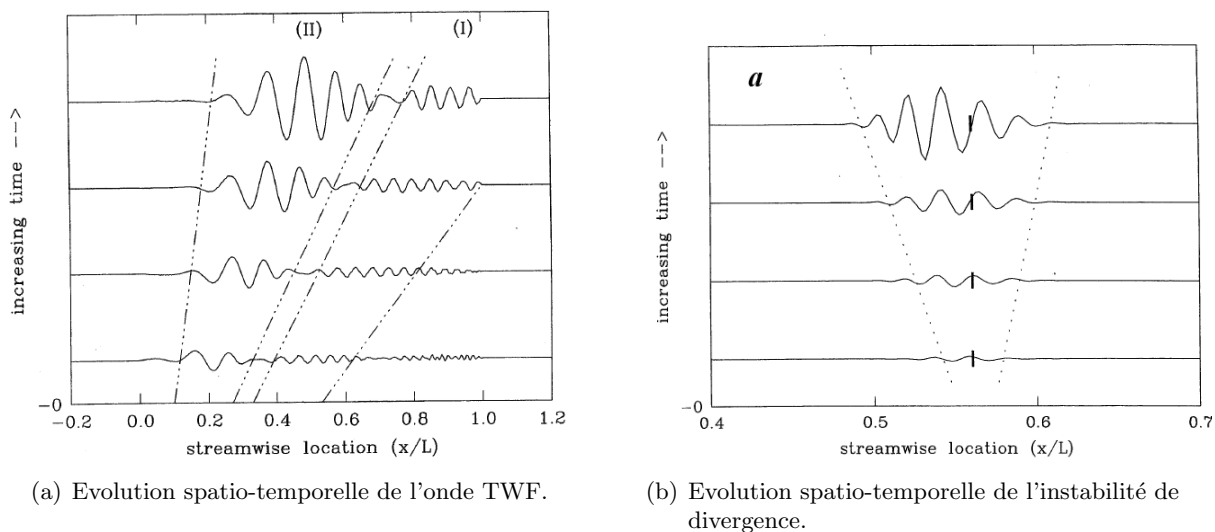 (II)
(I)
increasing time -->
−0
−0.2
0.0
0.2
0.4
0.6
0.8
1.0
1.2
streamwise location (x/L)
(a) Evolution spatio-temporelle de l'onde TWF.
a
increasing time -->
−0
0.4
0.5
0.6
0.7
streamwise location (x/L)
(b) Evolution spatio-temporelle de l'instabilité de
divergence.